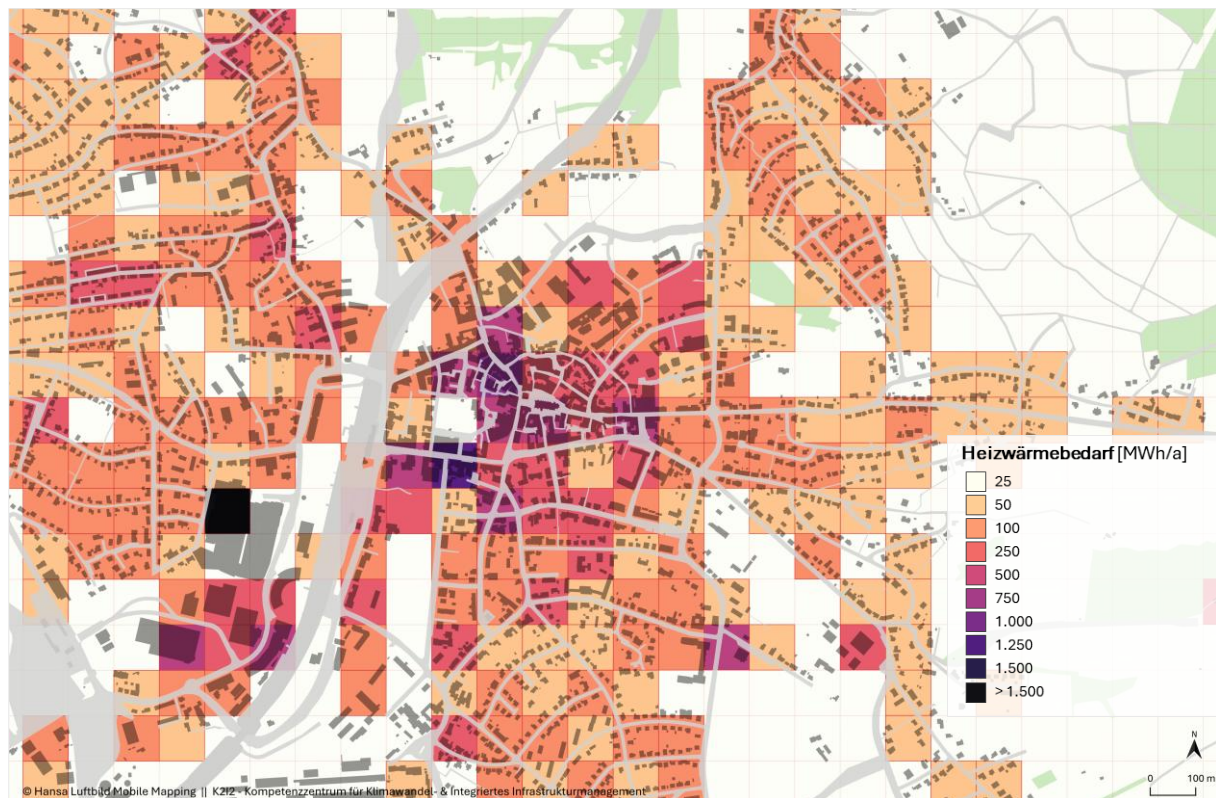 Heizwärmebedarf [MWh/a]
25
50
100
250
500
750
1.000
1.250
1.500
> 1.500
N
0 100 m
© Hansa Luftbild Mobile Mapping || K2I2 - Kompetenzzentrum für Klimawandel- & Integriertes Infrastrukturmanagement